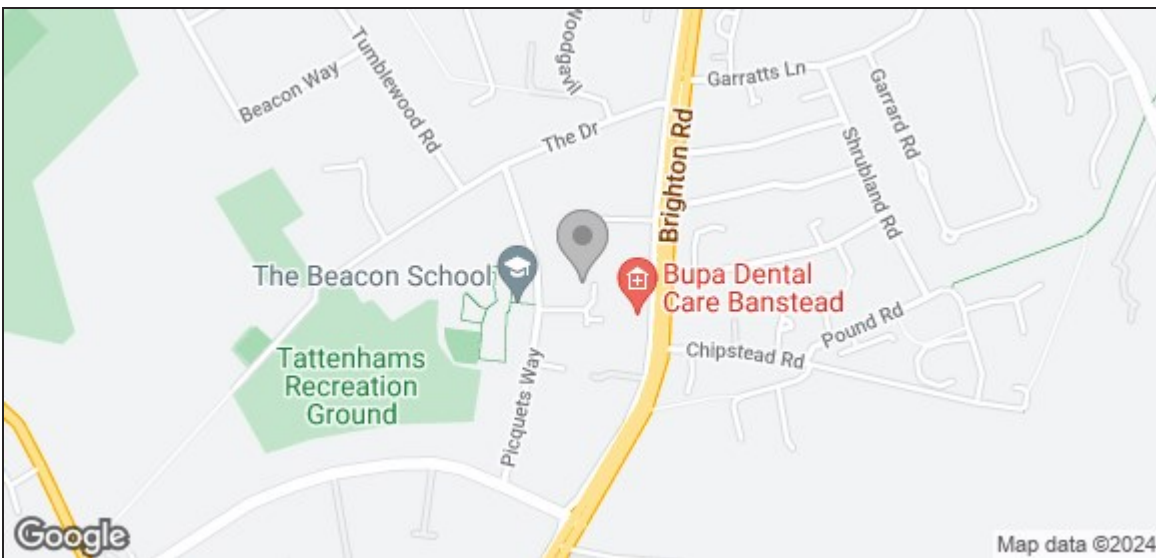 Woodgavil
Garratts Ln
Tumblewood Rd
Beacon Way
Garrard Rd
The Dr
Brighton Rd
Shrubland Rd
The Beacon School
Bupa Dental
Care Banstead
Pound Rd
Chipstead Rd
Tattenhams
Recreation
Ground
Picquets Way
Google
Map data ©2024